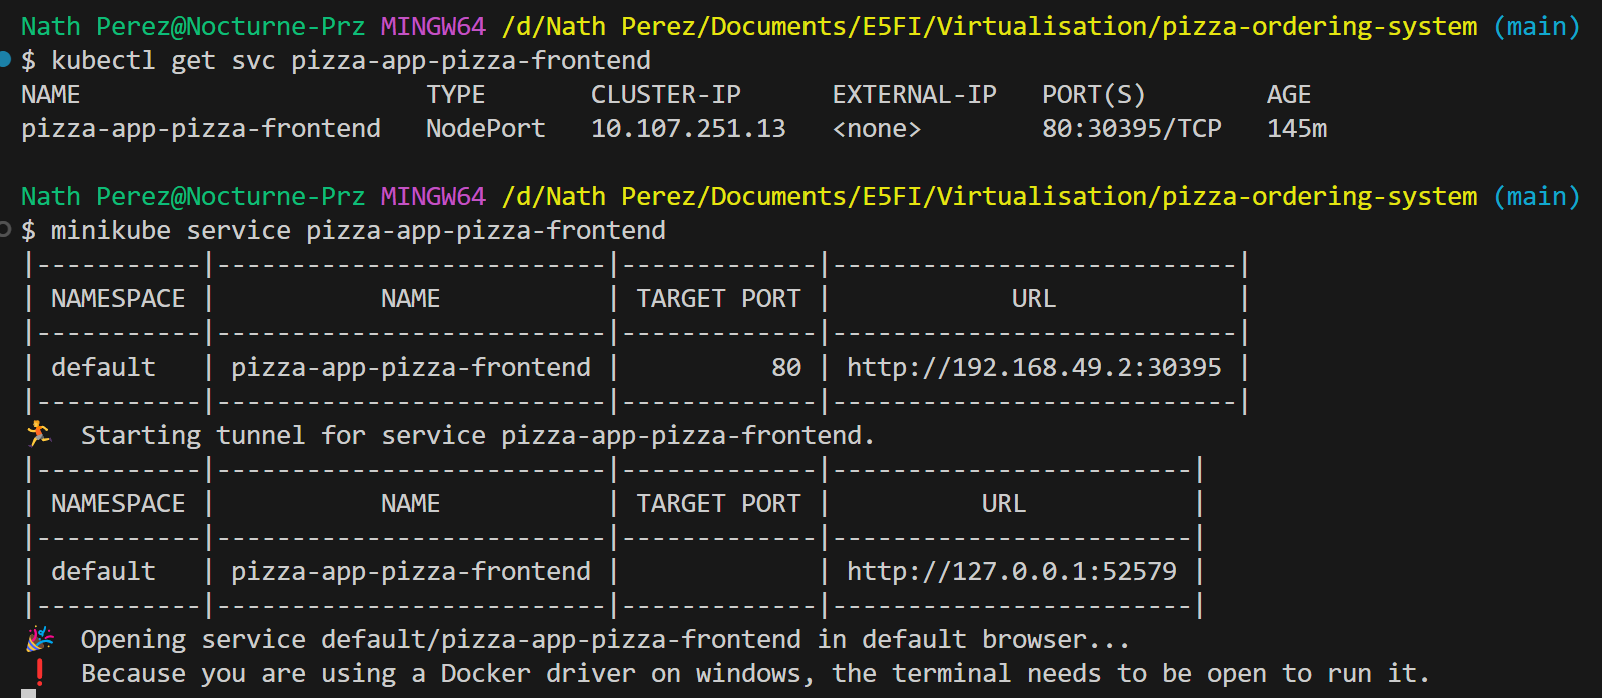 Nath Perez@Nocturne-Prz MINGW64 /d/Nath Perez/Documents/E5FI/Virtualisation/pizza-ordering-system (main)
$ kubectl get svc pizza-app-pizza-frontend
NAME                       TYPE       CLUSTER-IP      EXTERNAL-IP   PORT(S)        AGE
pizza-app-pizza-frontend   NodePort   10.107.251.13   <none>        80:30395/TCP   145m

Nath Perez@Nocturne-Prz MINGW64 /d/Nath Perez/Documents/E5FI/Virtualisation/pizza-ordering-system (main)
$ minikube service pizza-app-pizza-frontend
|-----------|--------------------------|-------------|---------------------------|
| NAMESPACE |           NAME           | TARGET PORT |            URL            |
|-----------|--------------------------|-------------|---------------------------|
| default   | pizza-app-pizza-frontend |          80 | http://192.168.49.2:30395 |
|-----------|--------------------------|-------------|---------------------------|
🏃  Starting tunnel for service pizza-app-pizza-frontend.
|-----------|--------------------------|-------------|------------------------|
| NAMESPACE |           NAME           | TARGET PORT |          URL           |
|-----------|--------------------------|-------------|------------------------|
| default   | pizza-app-pizza-frontend |             | http://127.0.0.1:52579 |
|-----------|--------------------------|-------------|------------------------|
🎉  Opening service default/pizza-app-pizza-frontend in default browser...
❗  Because you are using a Docker driver on windows, the terminal needs to be open to run it.